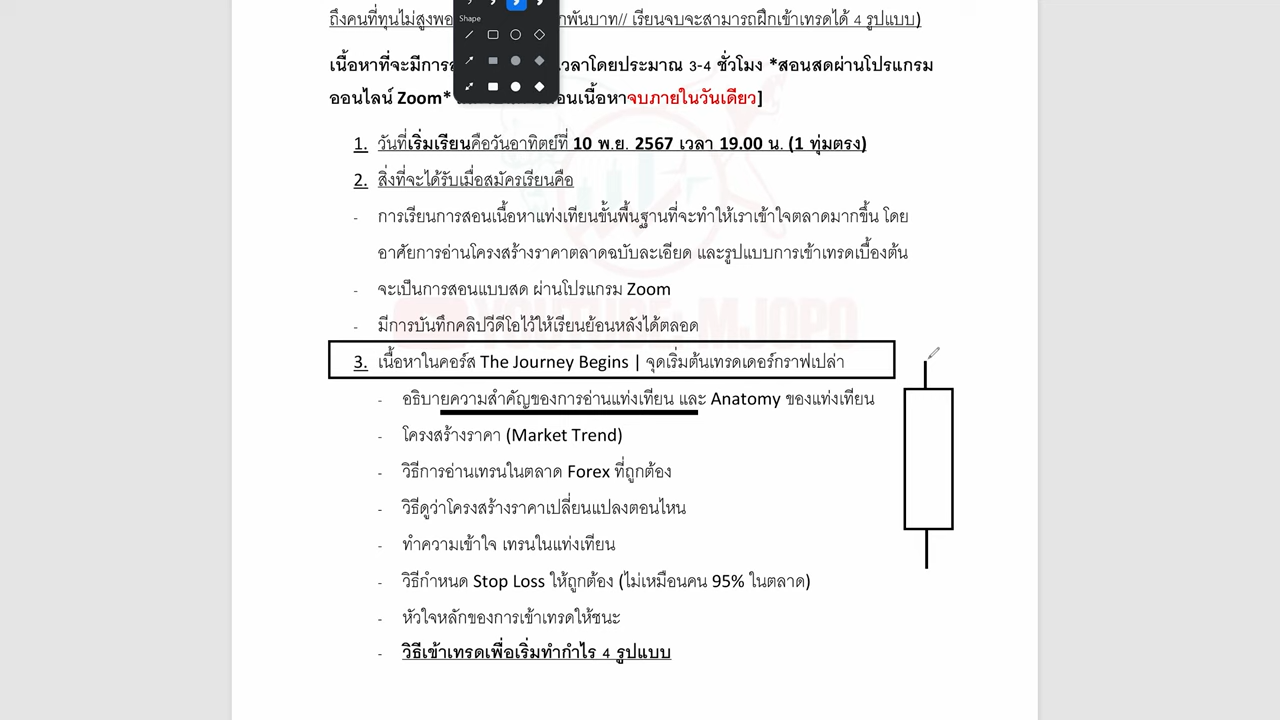 ถึงคนที่ทุนไม่สูงพอ กพันบาท// เรียนจบจะสามารถฝึกเข้าเทรดได้ 4 รูปแบบ)
Shape
เนื้อหาที่จะมีการ เวลาโดยประมาณ 3-4 ชั่วโมง *สอนสดผ่านโปรแกรม
ออนไลน์ Zoom* อนเนื้อหาจบภายในวันเดียว]
1. วันที่เริ่มเรียนคือวันอาทิตย์ที่ 10 พ.ย. 2567 เวลา 19.00 น. (1 ทุ่มตรง)
2. สิ่งที่จะได้รับเมื่อสมัครเรียนคือ
- การเรียนการสอนเนื้อหาแท่งเทียนขั้นพื้นฐานที่จะทำให้เราเข้าใจตลาดมากขึ้น โดย
อาศัยการอ่านโครงสร้างราคาตลาดฉบับละเอียด และรูปแบบการเข้าเทรดเบื้องต้น
- จะเป็นการสอนแบบสด ผ่านโปรแกรม Zoom
YOUTUBE : MJOPO
- มีการบันทึกคลิปวีดีโอไว้ให้เรียนย้อนหลังได้ตลอด
3. เนื้อหาในคอร์ส The Journey Begins | จุดเริ่มต้นเทรดเดอร์กราฟเปล่า
- อธิบายความสำคัญของการอ่านแท่งเทียน และ Anatomy ของแท่งเทียน
- โครงสร้างราคา (Market Trend)
- วิธีการอ่านเทรนในตลาด Forex ที่ถูกต้อง
- วิธีดูว่าโครงสร้างราคาเปลี่ยนแปลงตอนไหน
- ทำความเข้าใจ เทรนในแท่งเทียน
- วิธีกำหนด Stop Loss ให้ถูกต้อง (ไม่เหมือนคน 95% ในตลาด)
- หัวใจหลักของการเข้าเทรดให้ชนะ
- วิธีเข้าเทรดเพื่อเริ่มทำกำไร 4 รูปแบบ